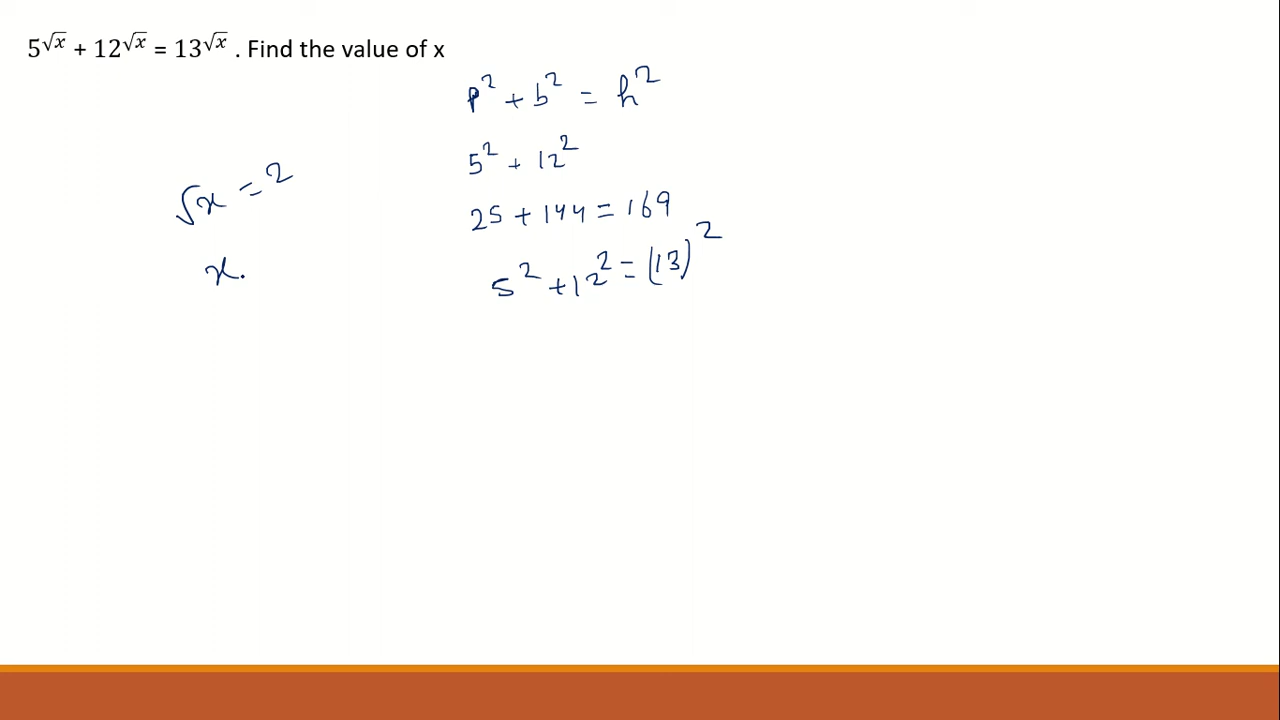 5^√x + 12^√x = 13^√x . Find the value of x
p² + b² = h²
5² + 12²
√x = 2
25 + 144 = 169
x.
5² + 12² = (13)²